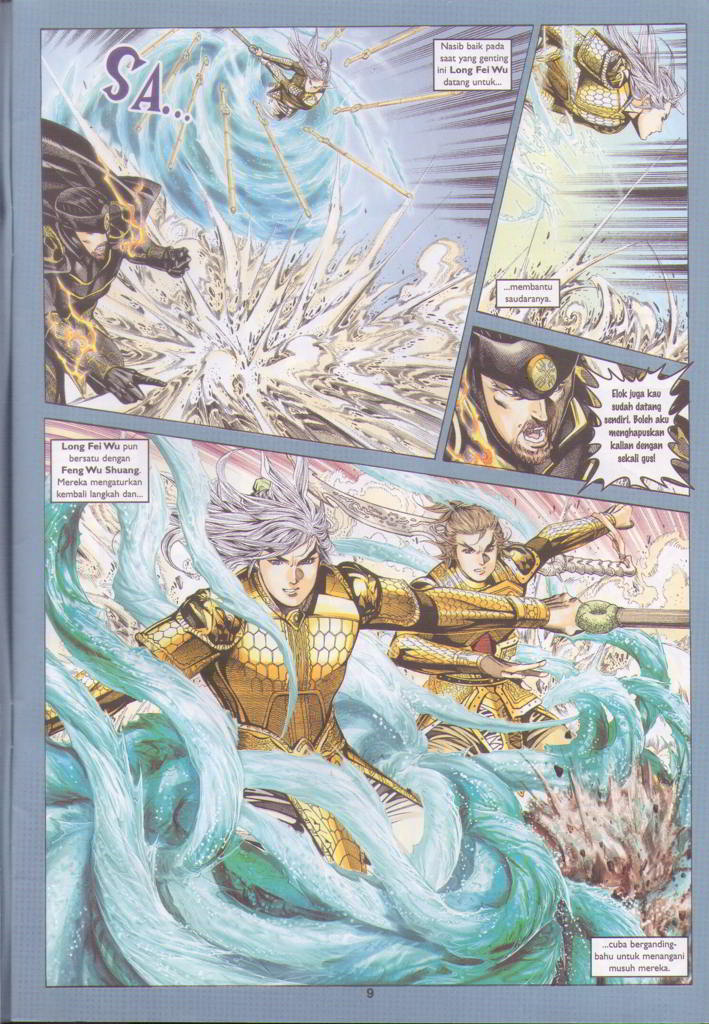 SA...
Nasib baik pada
saat yang genting
ini Long Fei Wu
datang untuk...
...membantu
saudaranya.
Elok juga kau
sudah datang
sendiri. Boleh aku
menghapuskan
kalian dengan
sekali gus!
Long Fei Wu pun
bersatu dengan
Feng Wu Shuang.
Mereka mengaturkan
kembali langkah dan...
...cuba berganding-
bahu untuk menangani
musuh mereka.
9